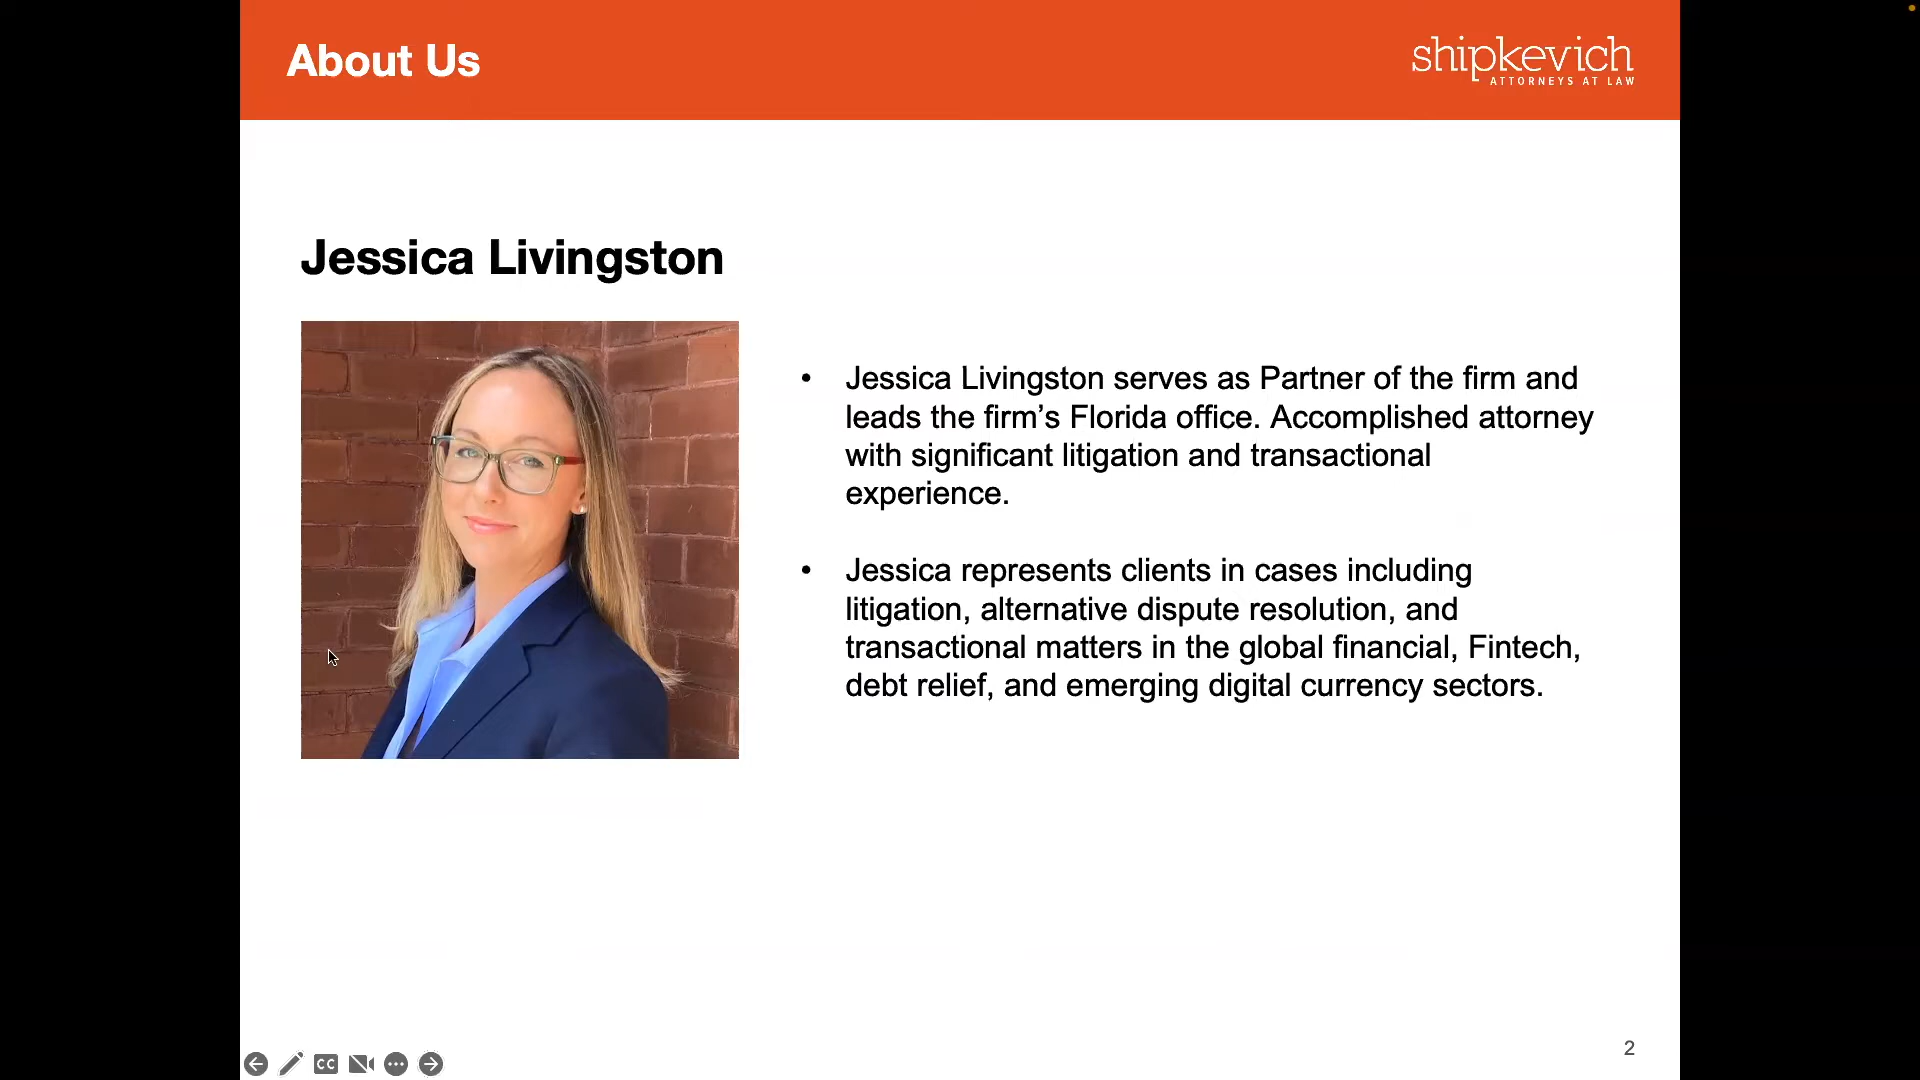 About Us
shipkevich
ATTORNEYS AT LAW
Jessica Livingston
• Jessica Livingston serves as Partner of the firm and
leads the firm’s Florida office. Accomplished attorney
with significant litigation and transactional
experience.
• Jessica represents clients in cases including
litigation, alternative dispute resolution, and
transactional matters in the global financial, Fintech,
debt relief, and emerging digital currency sectors.
CC
2